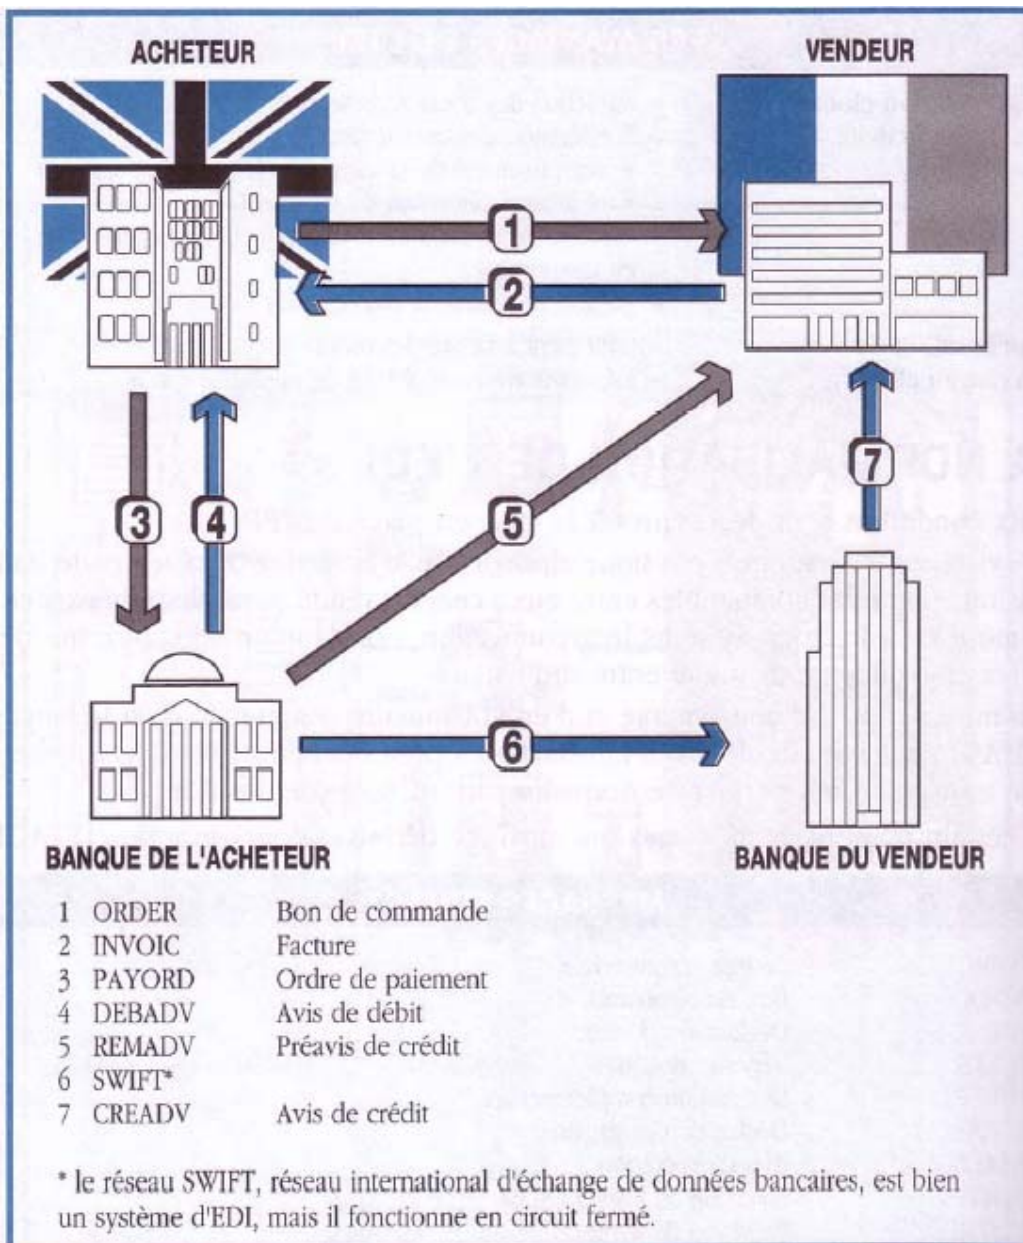 ACHETEUR
VENDEUR
1
2
3
4
5
7
6
BANQUE DE L'ACHETEUR
BANQUE DU VENDEUR
1 ORDER Bon de commande
2 INVOIC Facture
3 PAYORD Ordre de paiement
4 DEBADV Avis de débit
5 REMADV Préavis de crédit
6 SWIFT*
7 CREADV Avis de crédit
* le réseau SWIFT, réseau international d'échange de données bancaires, est bien
un système d'EDI, mais il fonctionne en circuit fermé.